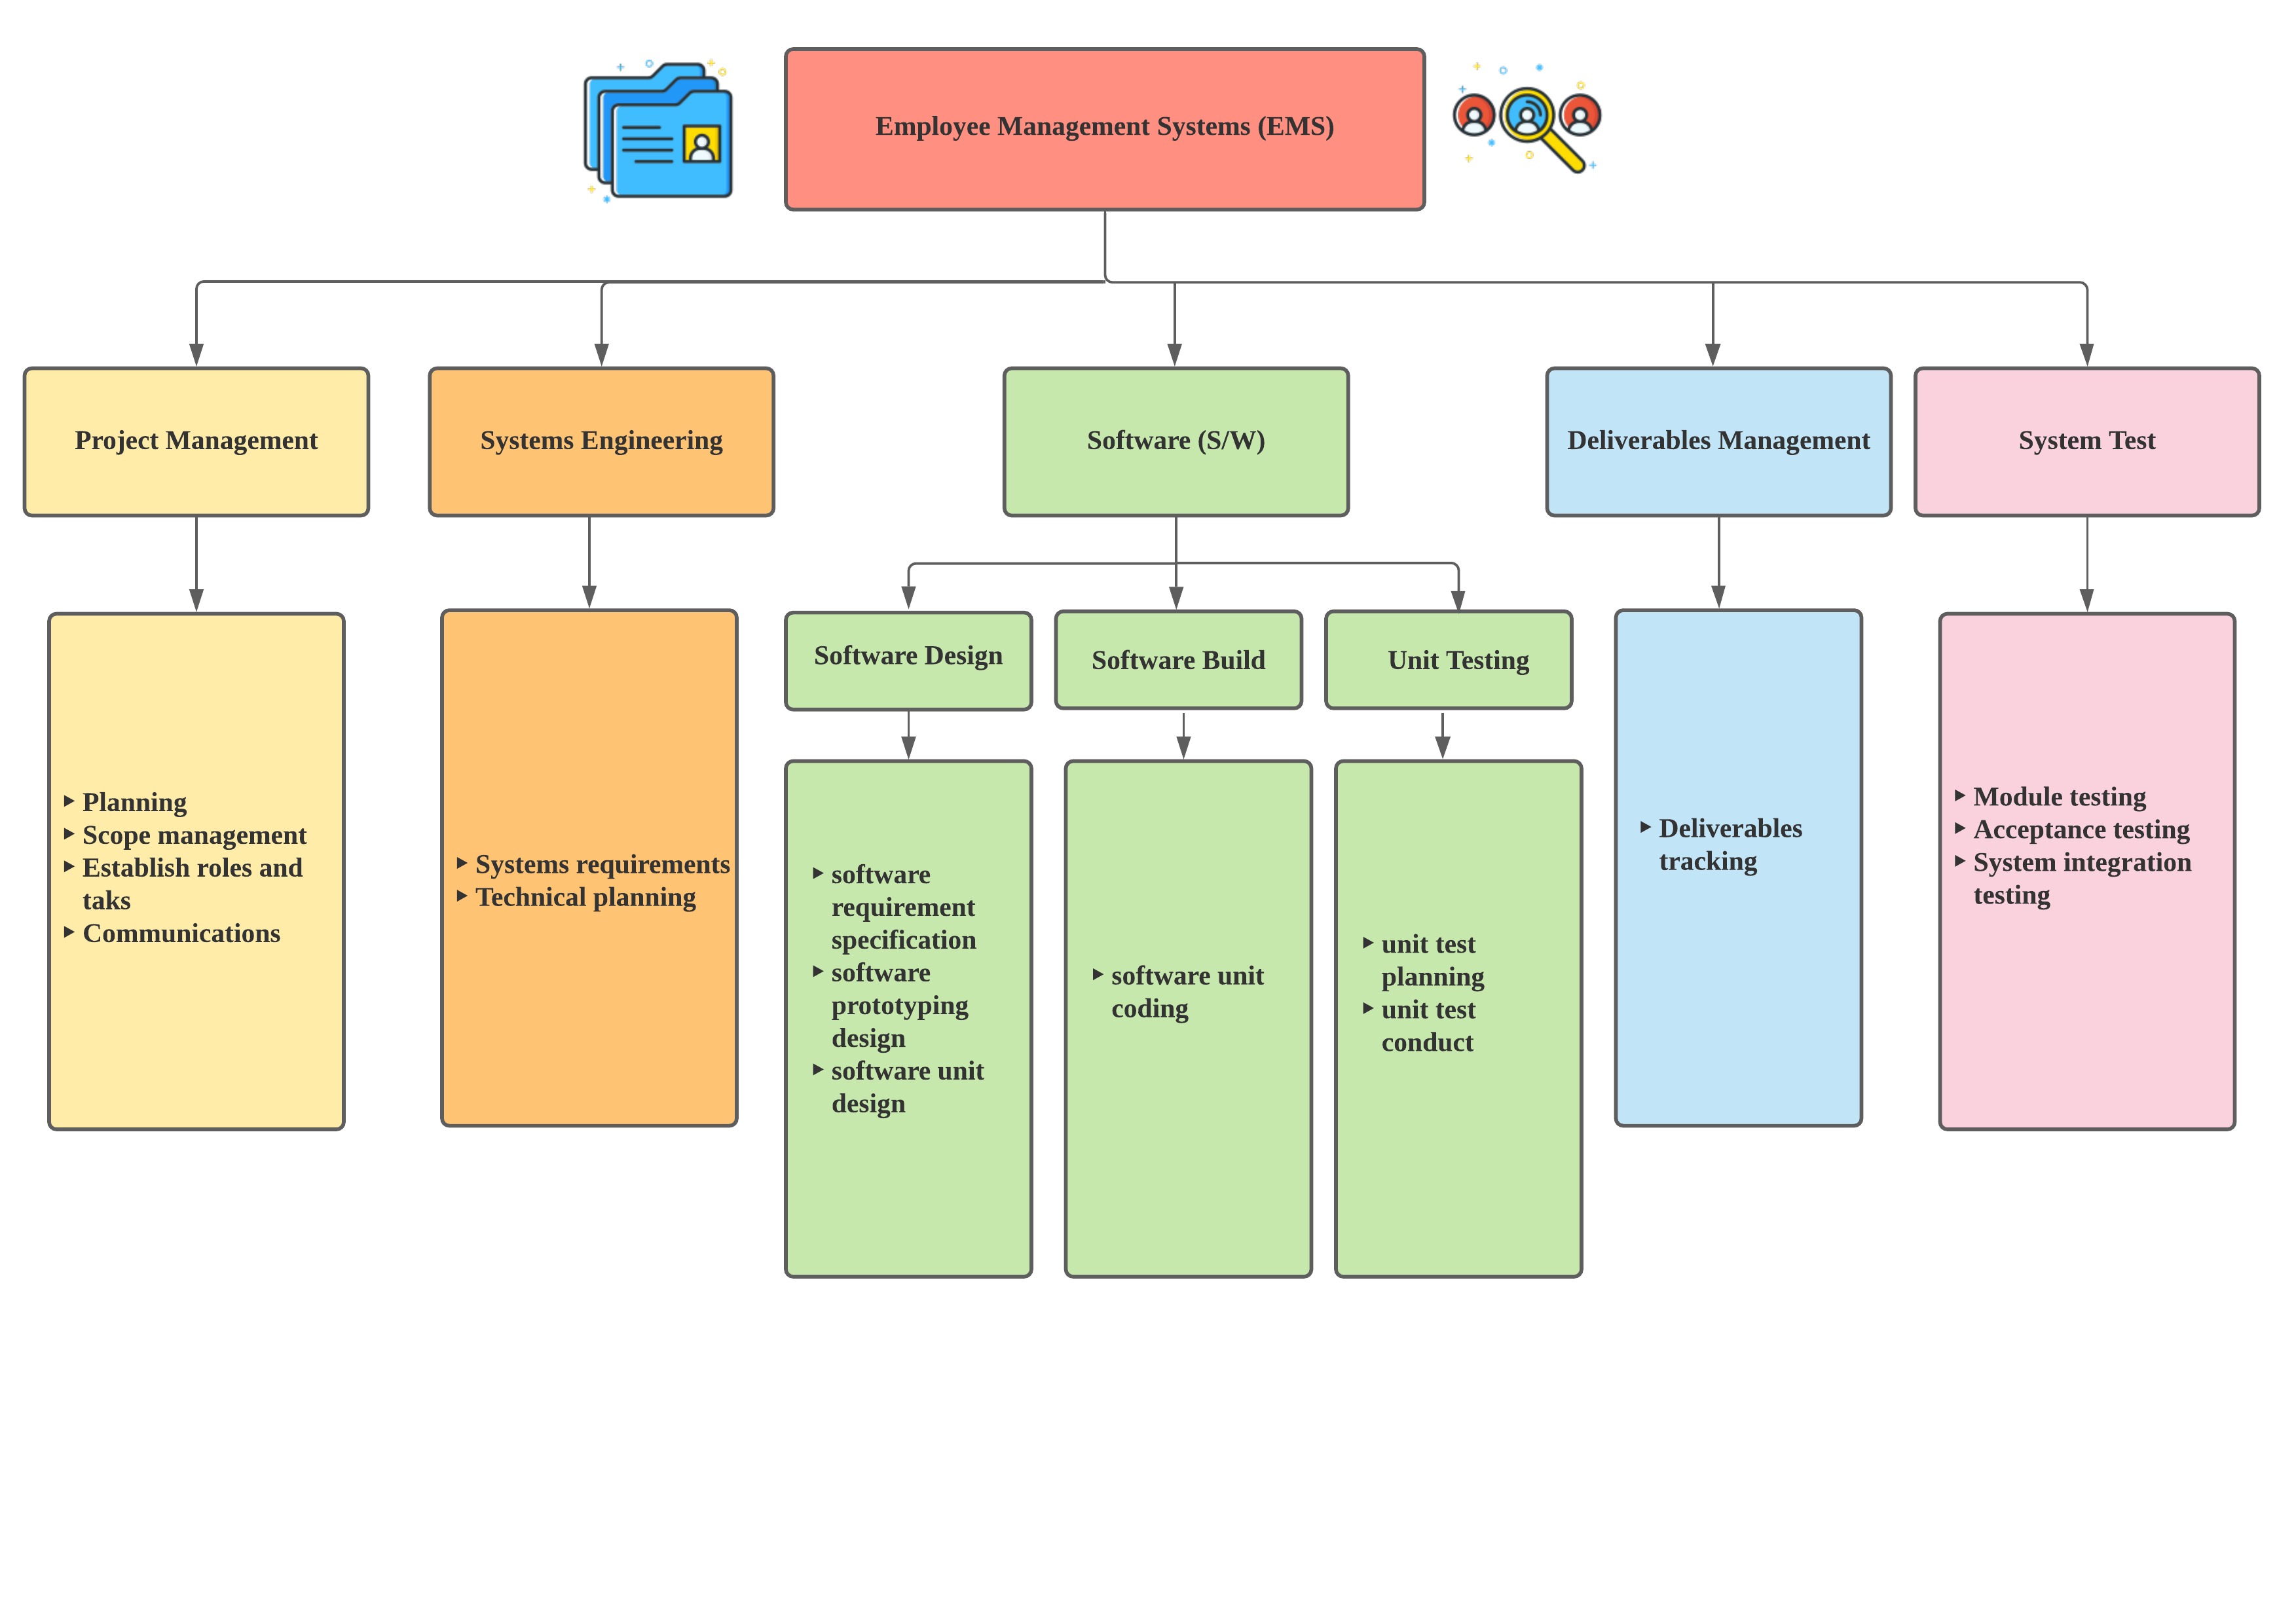 Employee Management Systems (EMS)
Project Management
Systems Engineering
Software (S/W)
Deliverables Management
System Test
Planning
Scope management
Establish roles and
taks
Communications
Systems requirements
Technical planning
Software Design
software
requirement
specification
software
prototyping
design
software unit
design
Software Build
software unit
coding
Unit Testing
unit test
planning
unit test
conduct
Deliverables
tracking
Module testing
Acceptance testing
System integration
testing